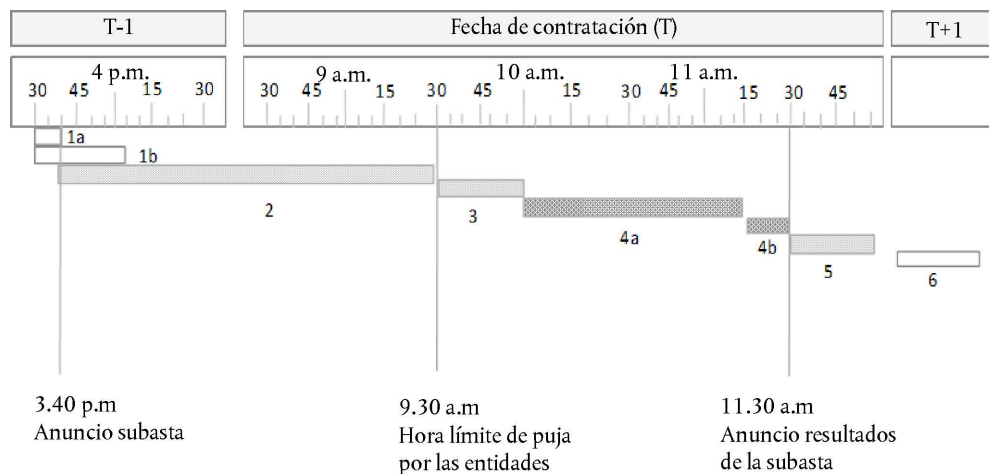 T-1
Fecha de contratación (T)
T+1
4 p.m.
9 a.m.
10 a.m.
11 a.m.
30 45 15 30
30 45 15 30 45 15 30 45 15 30 45
1a
1b
2
3
4a
4b
5
6
3.40 p.m
Anuncio subasta
9.30 a.m
Hora límite de puja
por las entidades
11.30 a.m
Anuncio resultados
de la subasta